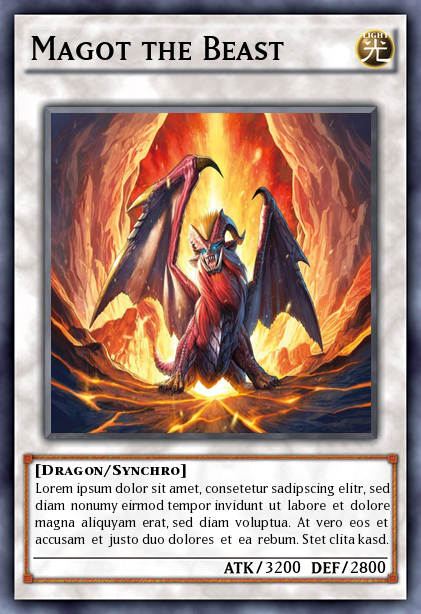 Magot the Beast
LIGHT
光
[Dragon/Synchro]
Lorem ipsum dolor sit amet, consetetur sadipscing elitr, sed
diam nonumy eirmod tempor invidunt ut labore et dolore
magna aliquyam erat, sed diam voluptua. At vero eos et
accusam et justo duo dolores et ea rebum. Stet clita kasd.
ATK/3200 DEF/2800